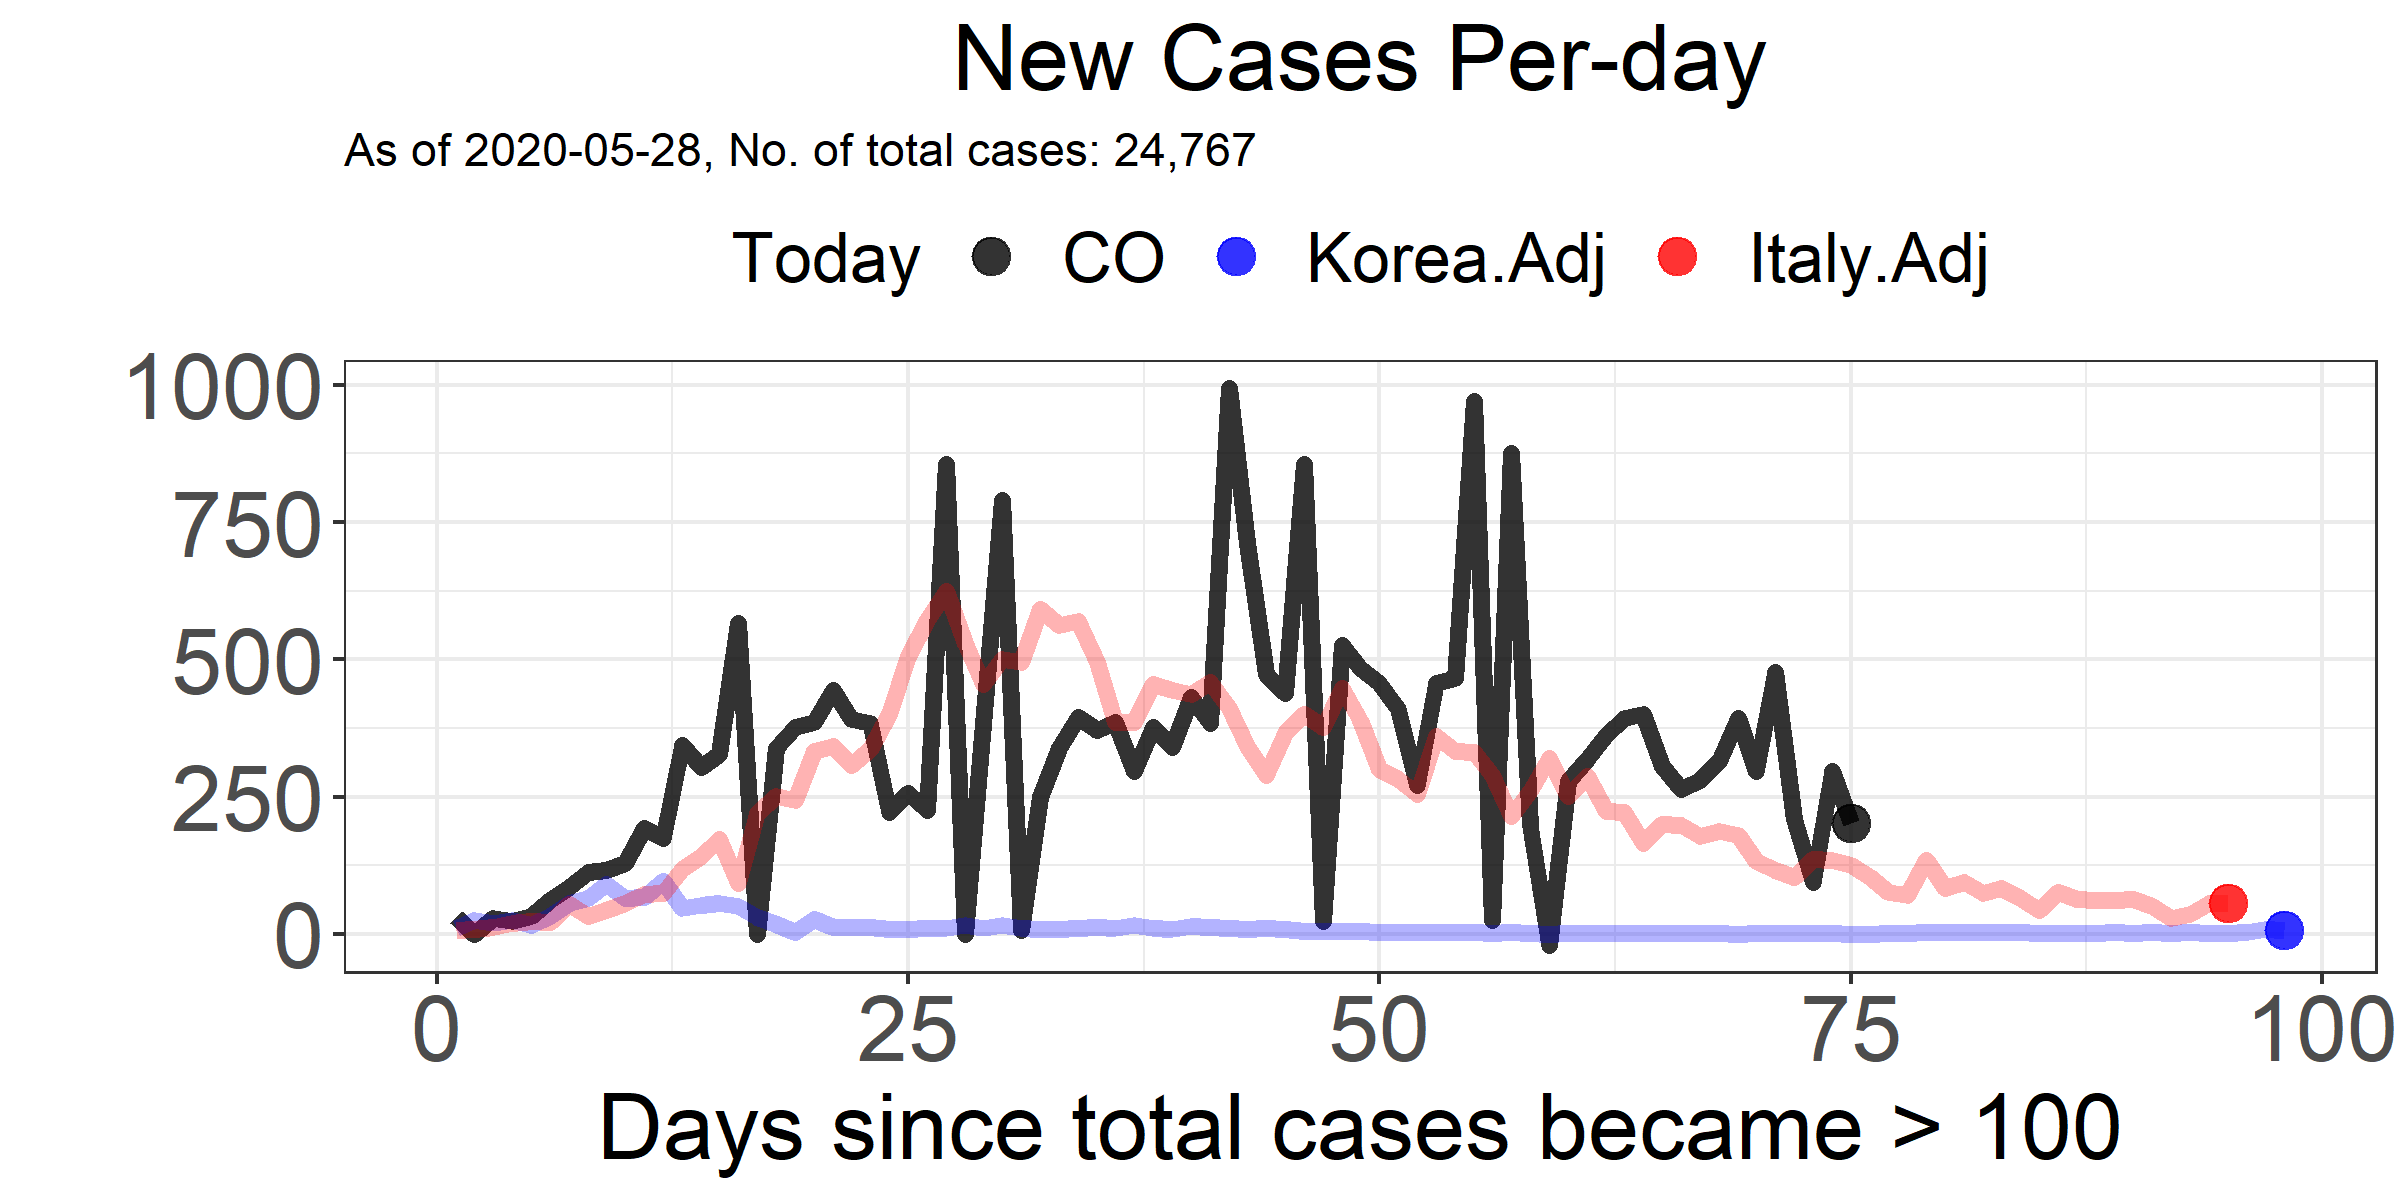 New Cases Per-day
As of 2020-05-28, No. of total cases: 24,767
Today CO Korea.Adj Italy.Adj
1000
750
500
250
0
0 25 50 75 100
Days since total cases became > 100